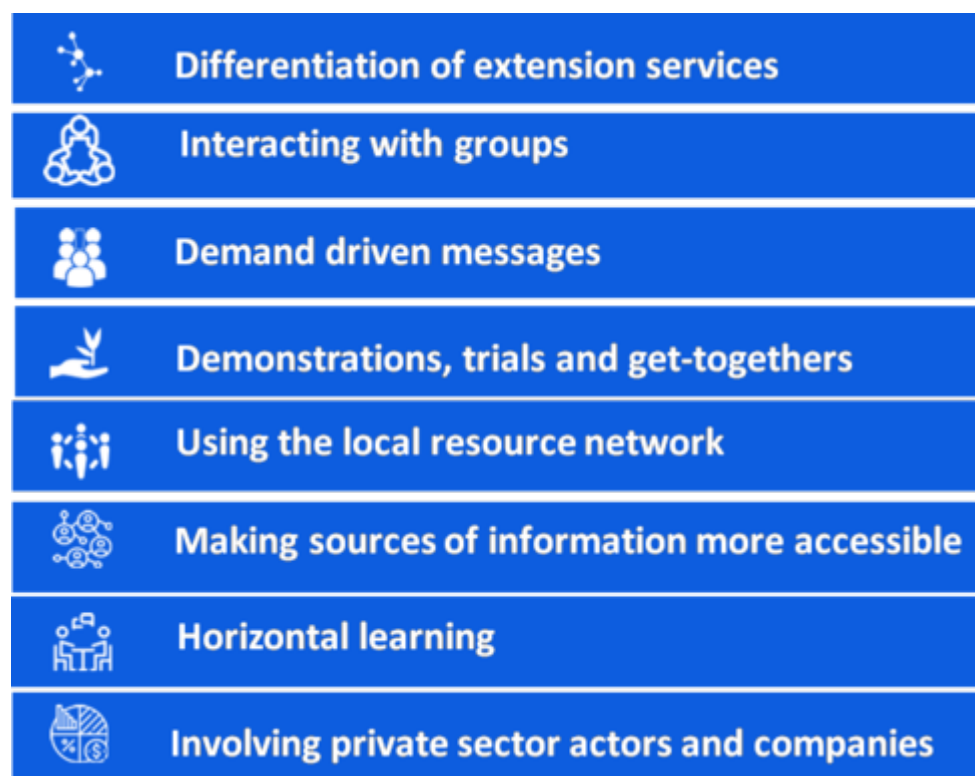 Differentiation of extension services
Interacting with groups
Demand driven messages
Demonstrations, trials and get-togethers
Using the local resource network
Making sources of information more accessible
Horizontal learning
Involving private sector actors and companies